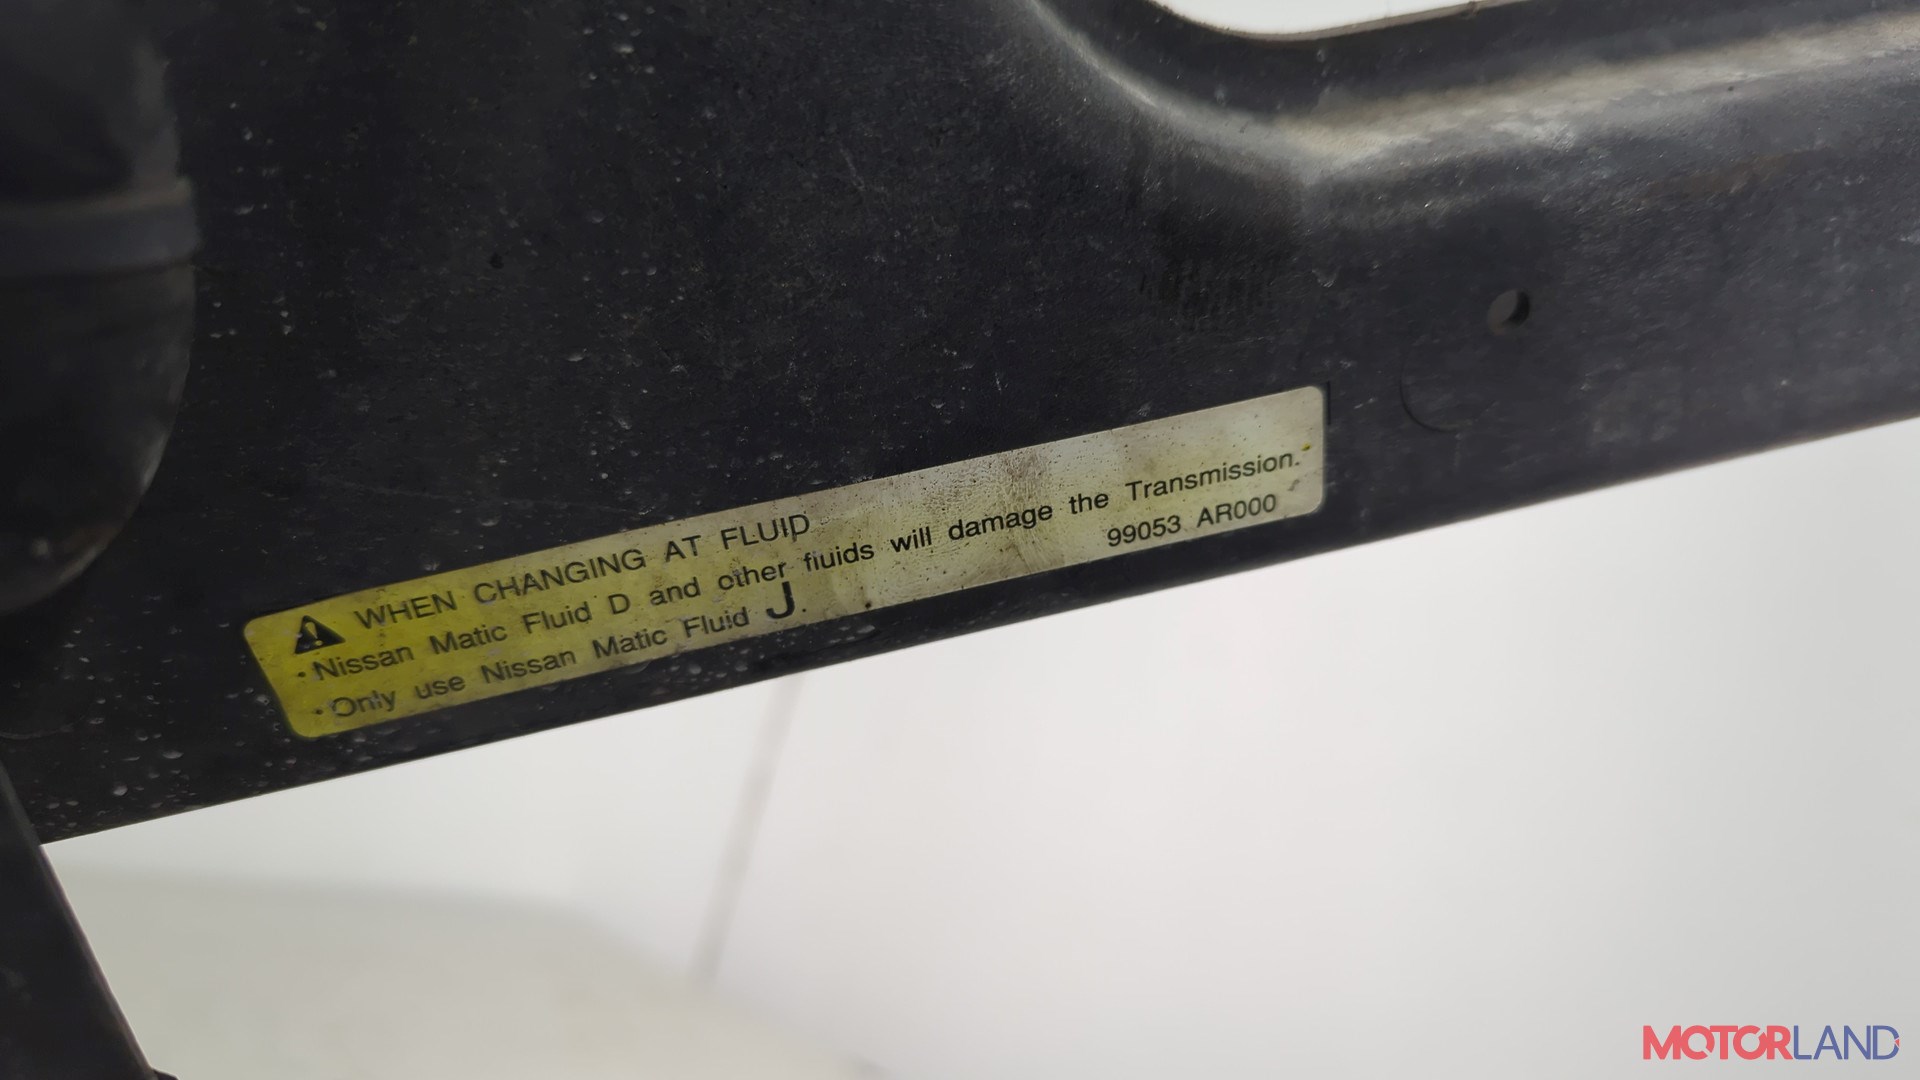 WHEN CHANGING AT FLUID
· Nissan Matic Fluid D and other fluids will damage the Transmission.
· Only use Nissan Matic Fluid J.
99053 AR000
MOTORLAND